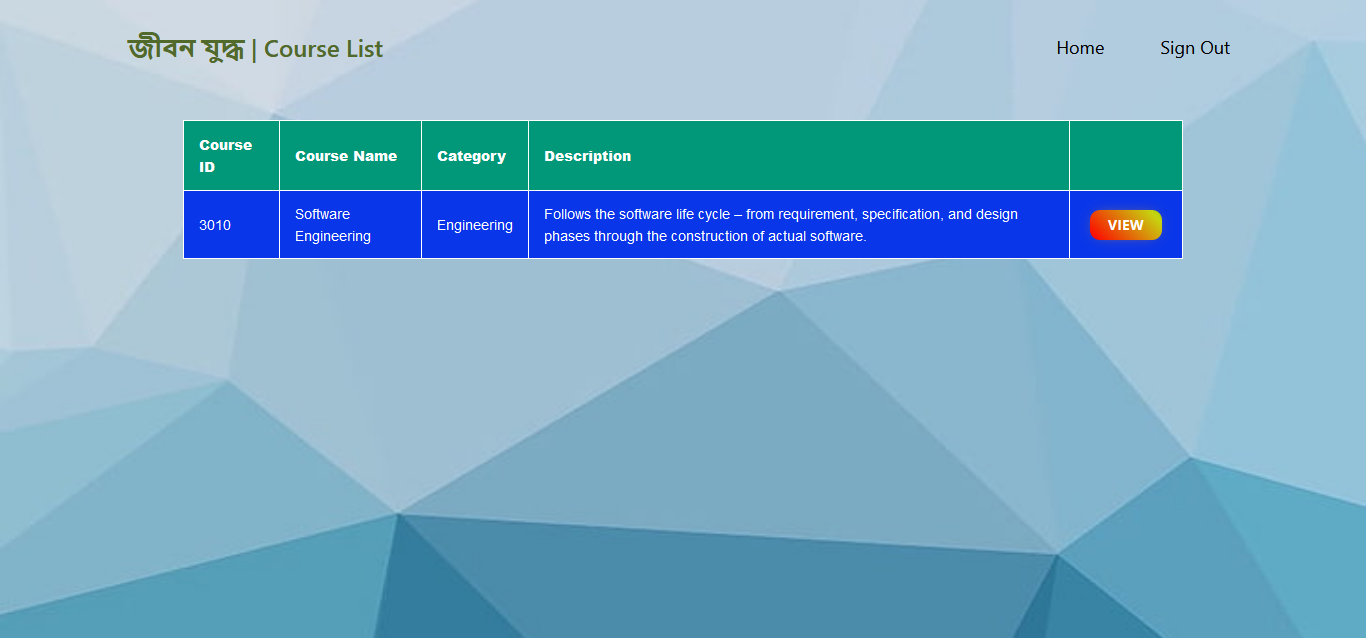 জীবন যুদ্ধ | Course List
Home
Sign Out
Course
ID
Course Name
Category
Description
3010
Software
Engineering
Engineering
Follows the software life cycle – from requirement, specification, and design
phases through the construction of actual software.
VIEW